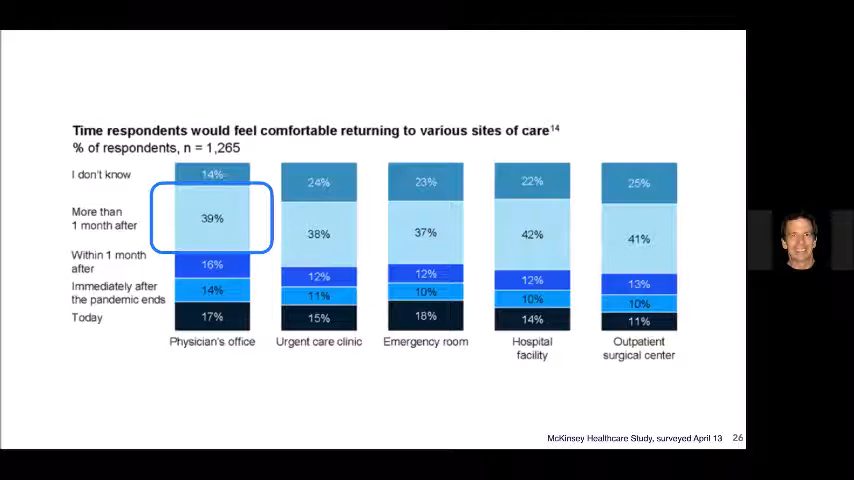 Time respondents would feel comfortable returning to various sites of care14
% of respondents, n = 1,265
I don't know 14% 24% 23% 22% 25%
More than
1 month after 39% 38% 37% 42% 41%
Within 1 month
after 16% 12% 12% 12% 13%
Immediately after
the pandemic ends 14% 11% 10% 10% 10%
Today 17% 15% 18% 14% 11%
Physician's office Urgent care clinic Emergency room Hospital
facility Outpatient
surgical center
McKinsey Healthcare Study, surveyed April 13 26